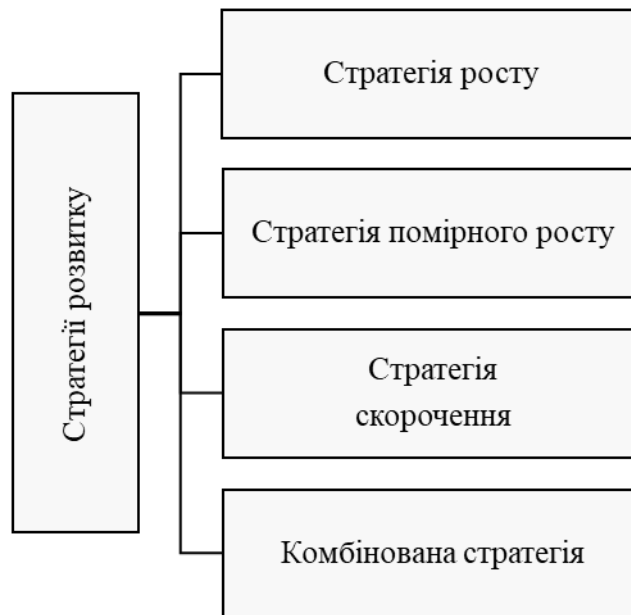 Стратегії розвитку
Стратегія росту
Стратегія помірного росту
Стратегія
скорочення
Комбінована стратегія